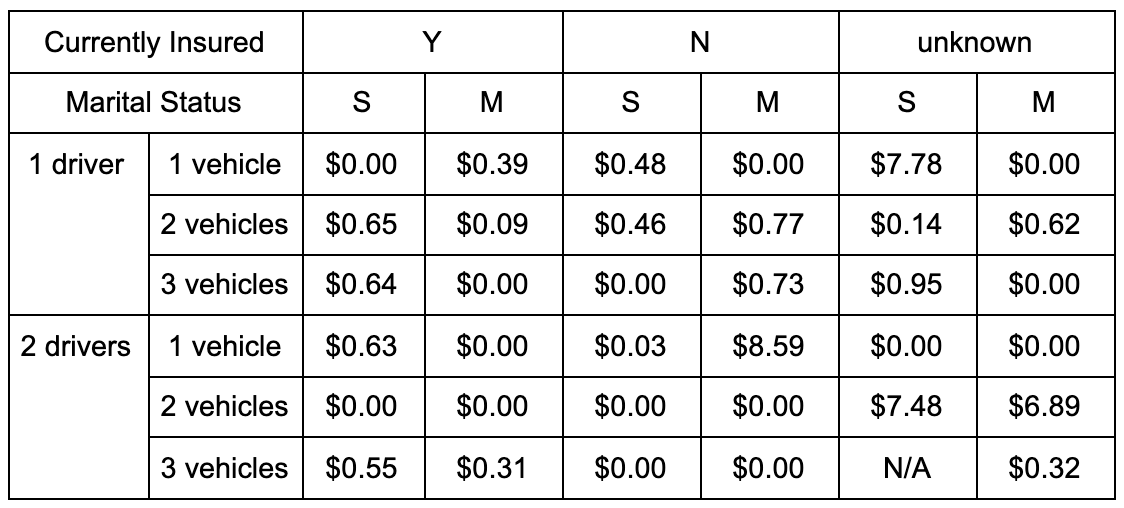 Currently Insured Y N unknown
Marital Status S M S M S M
1 driver 1 vehicle $0.00 $0.39 $0.48 $0.00 $7.78 $0.00
2 vehicles $0.65 $0.09 $0.46 $0.77 $0.14 $0.62
3 vehicles $0.64 $0.00 $0.00 $0.73 $0.95 $0.00
2 drivers 1 vehicle $0.63 $0.00 $0.03 $8.59 $0.00 $0.00
2 vehicles $0.00 $0.00 $0.00 $0.00 $7.48 $6.89
3 vehicles $0.55 $0.31 $0.00 $0.00 N/A $0.32